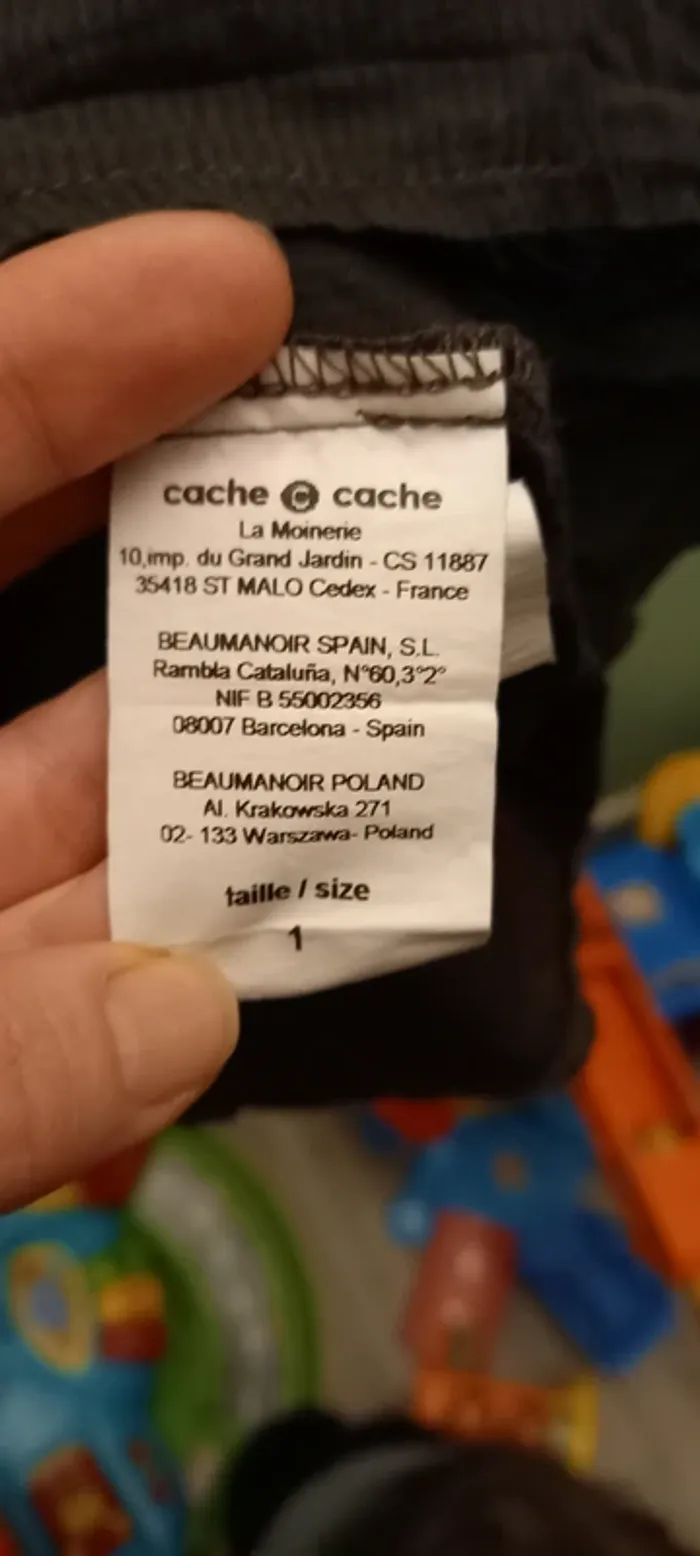 cache c cache
La Moinerie
10,imp. du Grand Jardin - CS 11887
35418 ST MALO Cedex - France
BEAUMANOIR SPAIN, S.L.
Rambla Cataluña, N°60,3°2°
NIF B 55002356
08007 Barcelona - Spain
BEAUMANOIR POLAND
Al. Krakowska 271
02- 133 Warszawa- Poland
taille / size
1